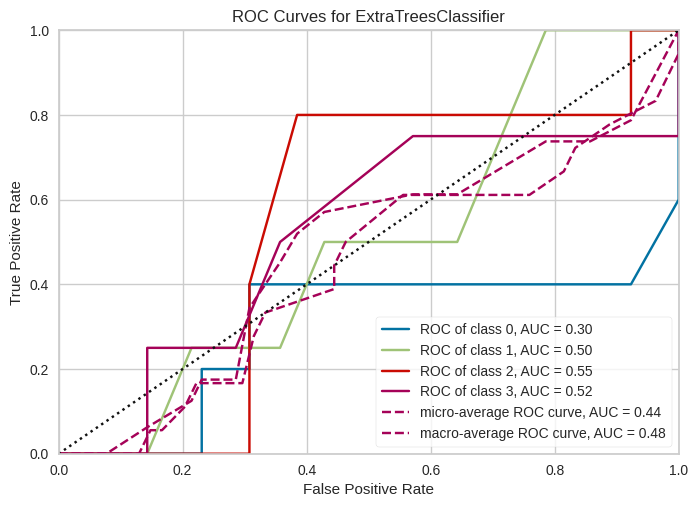 ROC Curves for ExtraTreesClassifier
1.0
0.8
0.6
0.4
0.2
0.0
True Positive Rate
ROC of class 0, AUC = 0.30
ROC of class 1, AUC = 0.50
ROC of class 2, AUC = 0.55
ROC of class 3, AUC = 0.52
micro-average ROC curve, AUC = 0.44
macro-average ROC curve, AUC = 0.48
0.0 0.2 0.4 0.6 0.8 1.0
False Positive Rate